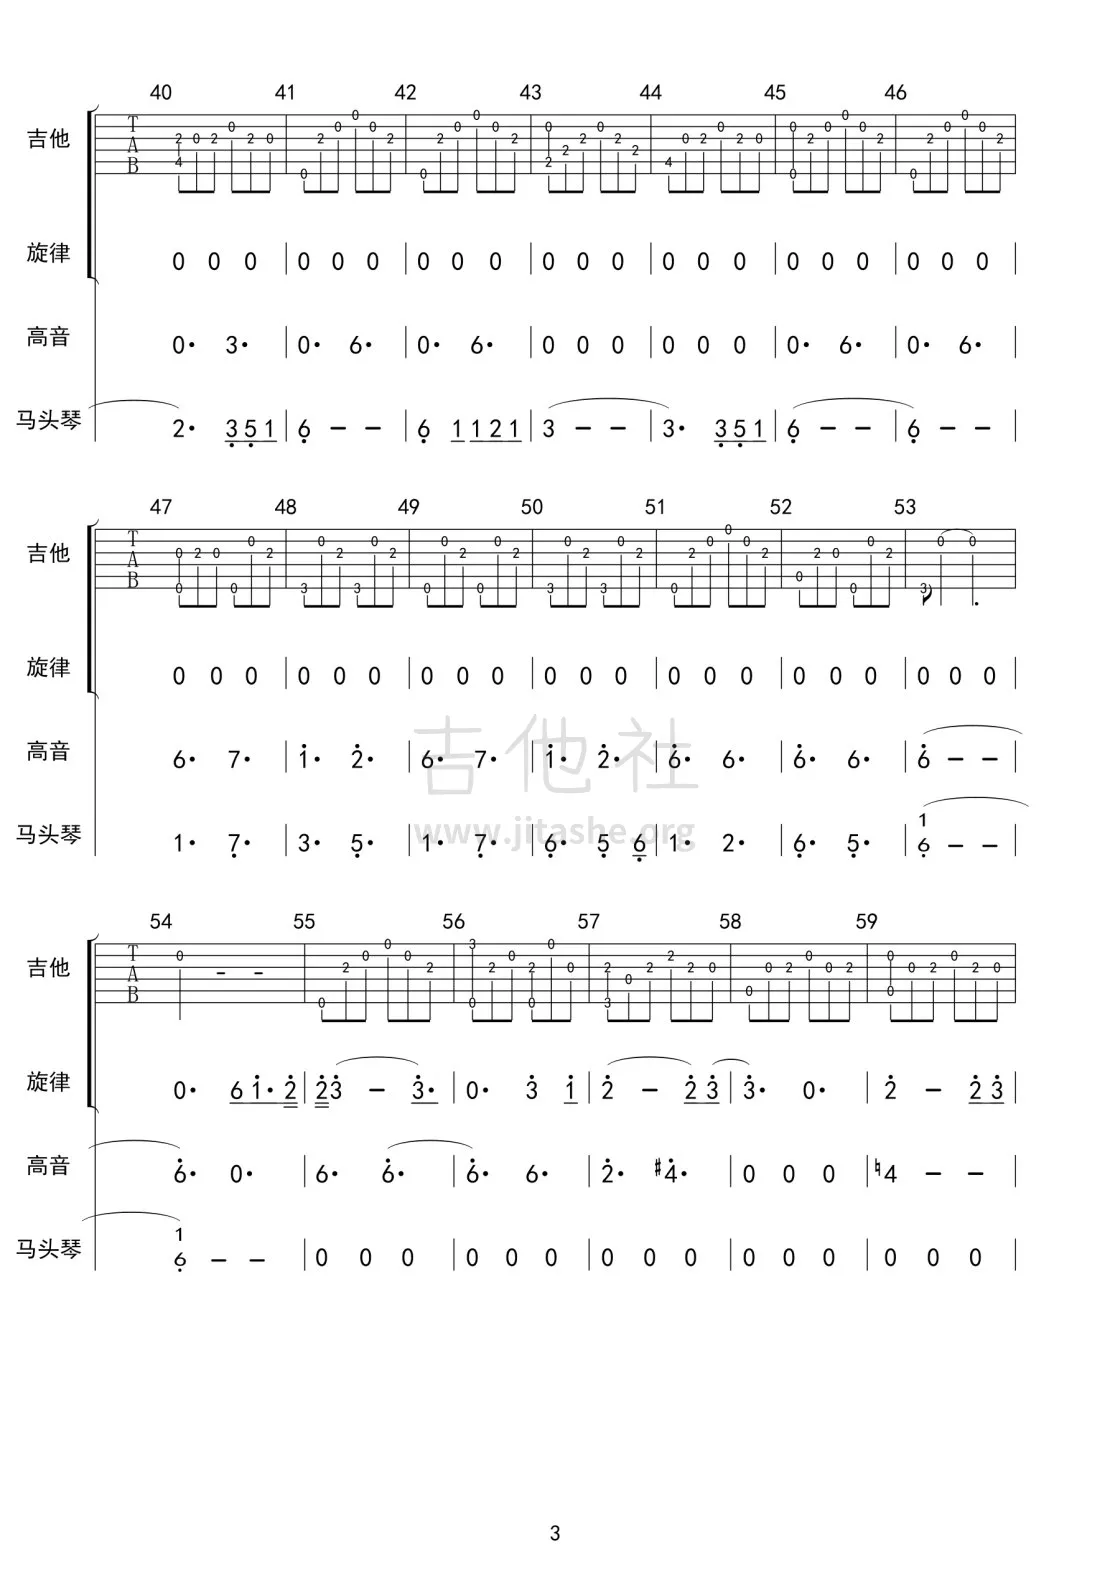 40 41 42 43 44 45 46
吉他 T A B
旋律 0 0 0 | 0 0 0 | 0 0 0 | 0 0 0 | 0 0 0 | 0 0 0 | 0 0 0
高音 0· 3· | 0· 6· | 0· 6· | 0 0 0 | 0 0 0 | 0· 6· | 0· 6·
马头琴 2· 3 5 1 | 6 – – | 6 1 1 2 1 | 3 – – | 3· 3 5 1 | 6 – – | 6 – –
47 48 49 50 51 52 53
吉他 T A B
旋律 0 0 0 | 0 0 0 | 0 0 0 | 0 0 0 | 0 0 0 | 0 0 0 | 0 0 0
高音 6· 7· | 1· 2· | 6· 7· | 1· 2· | 6· 6· | 6· 6· | 6 – –
吉他社
www.jitashe.org
马头琴 1· 7· | 3· 5· | 1· 7· | 6· 5 6 | 1· 2· | 6· 5· | 1 6 – –
54 55 56 57 58 59
吉他 T A B
旋律 0· 6 1· 2 | 2 3 – 3· | 0· 3 1 | 2 – 2 3 | 3· 0· | 2 – 2 3
高音 6· 0· | 6· 6· | 6· 6· | 2· #4· | 0 0 0 | ♮4 – –
马头琴 1 6 – – | 0 0 0 | 0 0 0 | 0 0 0 | 0 0 0 | 0 0 0
3